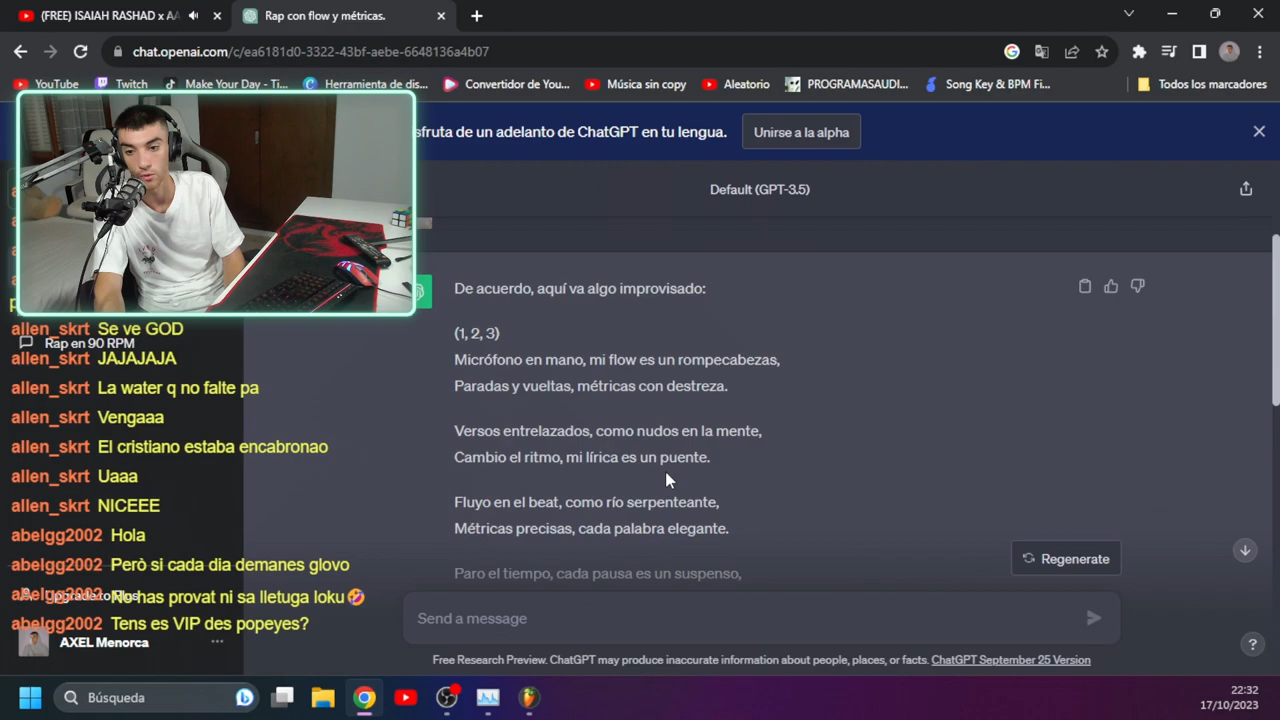 (FREE) ISAIAH RASHAD x AA
Rap con flow y métricas.
chat.openai.com/c/ea6181d0-3322-43bf-aebe-6648136a4b07
YouTube
Twitch
Make Your Day - Ti...
Herramienta de dis...
Convertidor de You...
Música sin copy
Aleatorio
PROGRAMASAUDI...
Song Key & BPM Fi...
Todos los marcadores
sfruta de un adelanto de ChatGPT en tu lengua.
Unirse a la alpha
Default (GPT-3.5)
De acuerdo, aquí va algo improvisado:
(1, 2, 3)
Micrófono en mano, mi flow es un rompecabezas,
Paradas y vueltas, métricas con destreza.
Versos entrelazados, como nudos en la mente,
Cambio el ritmo, mi lírica es un puente.
Fluyo en el beat, como río serpenteante,
Métricas precisas, cada palabra elegante.
Paro el tiempo, cada pausa es un suspenso,
Regenerate
Send a message
Free Research Preview. ChatGPT may produce inaccurate information about people, places, or facts. ChatGPT September 25 Version
allen_skrt Se ve GOD
Rap en 90 RPM
allen_skrt JAJAJAJA
allen_skrt La water q no falte pa
allen_skrt Vengaaa
allen_skrt El cristiano estaba encabronao
allen_skrt Uaaa
allen_skrt NICEEE
abelgg2002 Hola
abelgg2002 Però si cada dia demanes glovo
abelgg2002 No has provat ni sa lletuga loku🤣
Upgrade to Plus
abelgg2002 Tens es VIP des popeyes?
AXEL Menorca
Búsqueda
22:32
17/10/2023